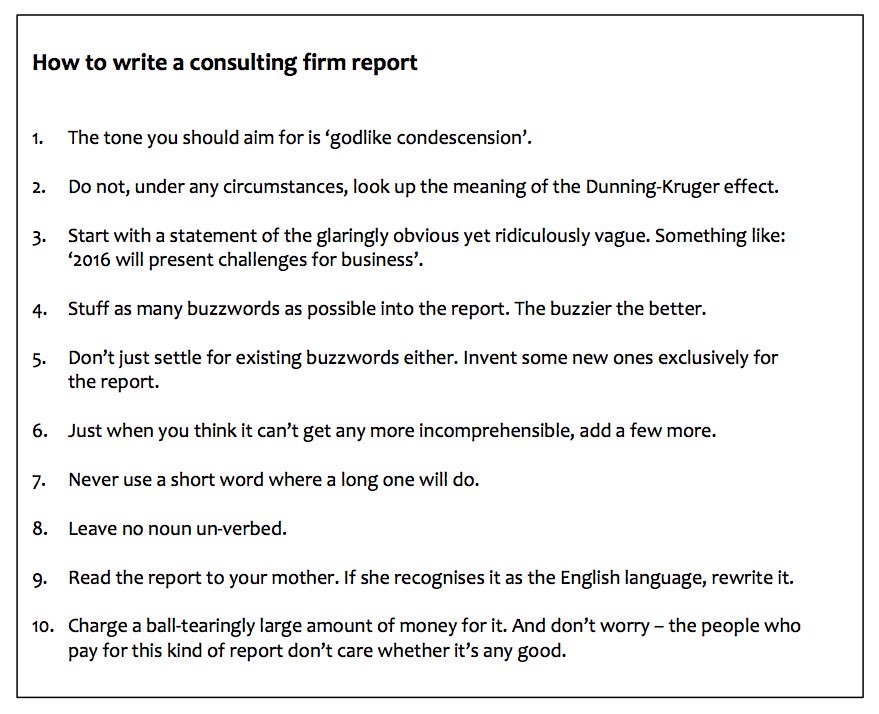 How to write a consulting firm report
1. The tone you should aim for is ‘godlike condescension’.
2. Do not, under any circumstances, look up the meaning of the Dunning-Kruger effect.
3. Start with a statement of the glaringly obvious yet ridiculously vague. Something like:
‘2016 will present challenges for business’.
4. Stuff as many buzzwords as possible into the report. The buzzier the better.
5. Don’t just settle for existing buzzwords either. Invent some new ones exclusively for
the report.
6. Just when you think it can’t get any more incomprehensible, add a few more.
7. Never use a short word where a long one will do.
8. Leave no noun un-verbed.
9. Read the report to your mother. If she recognises it as the English language, rewrite it.
10. Charge a ball-tearingly large amount of money for it. And don’t worry – the people who
pay for this kind of report don’t care whether it’s any good.